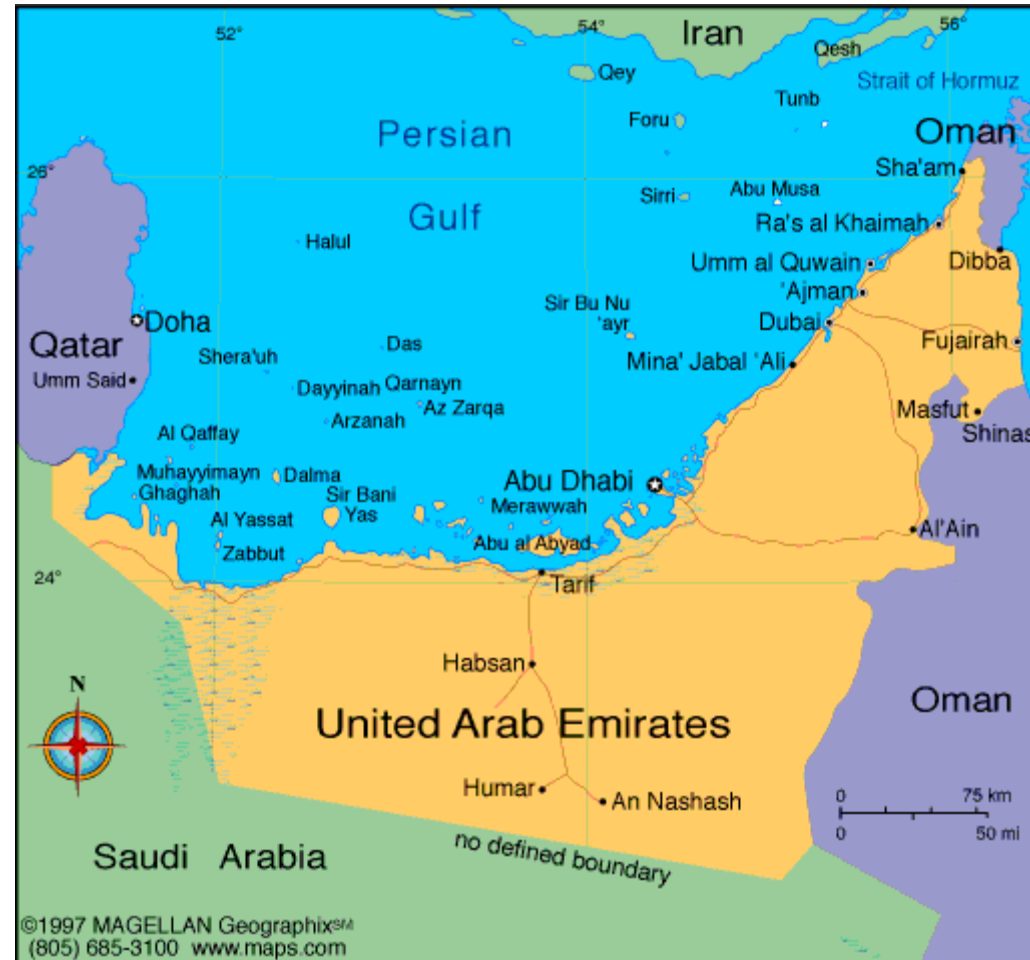 52°
54°
56°
Iran
Qesh
Qey
Strait of Hormuz
Tunb
Foru
Persian
Oman
26°
Sha'am
Sirri
Abu Musa
Gulf
Ra's al Khaimah
Halul
Umm al Quwain
Dibba
'Ajman
Sir Bu Nu
'ayr
Doha
Dubai
Qatar
Das
Fujairah
Shera'uh
Mina' Jabal 'Ali
Umm Said
Dayyinah
Qarnayn
Az Zarqa
Masfut
Arzanah
Shinas
Al Qaffay
Muhayyimayn
Dalma
Abu Dhabi
Ghaghah
Sir Bani
Yas
Merawwah
Al Yassat
Al'Ain
Zabbut
Abu al Abyad
24°
Tarif
Habsan
N
United Arab Emirates
Oman
Humar
An Nashash
0 75 km
0 50 mi
no defined boundary
Saudi Arabia
©1997 MAGELLAN Geographix℠
(805) 685-3100 www.maps.com